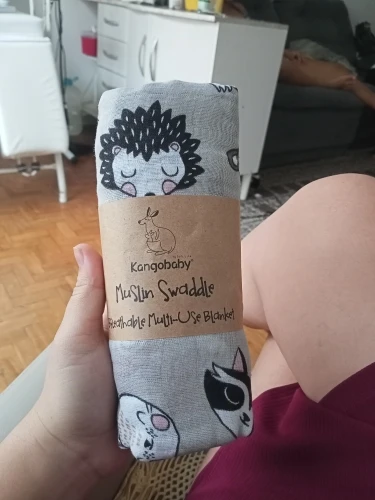 Kangobaby
Muslin Swaddle
Breathable Multi-Use Blanket